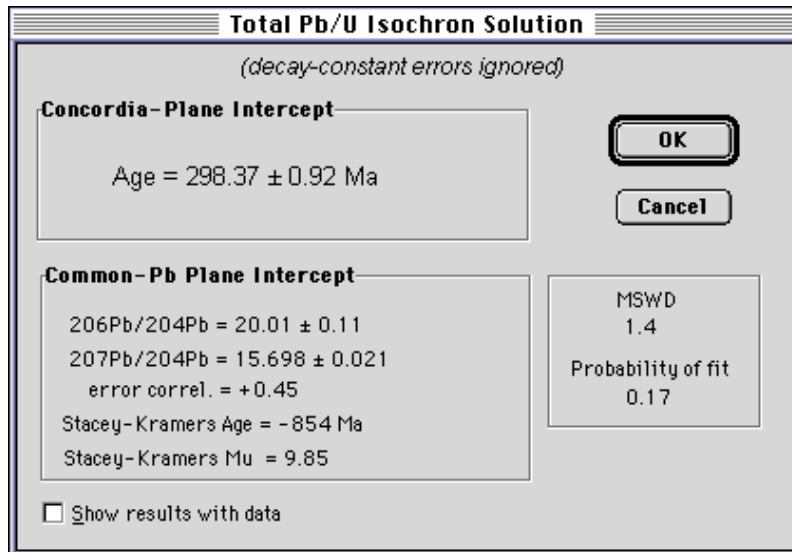 Total Pb/U Isochron Solution
(decay-constant errors ignored)
Concordia-Plane Intercept
Age = 298.37 ± 0.92 Ma
OK
Cancel
Common-Pb Plane Intercept
206Pb/204Pb = 20.01 ± 0.11
207Pb/204Pb = 15.698 ± 0.021
error correl. = +0.45
Stacey-Kramers Age = -854 Ma
Stacey-Kramers Mu = 9.85
MSWD
1.4
Probability of fit
0.17
Show results with data